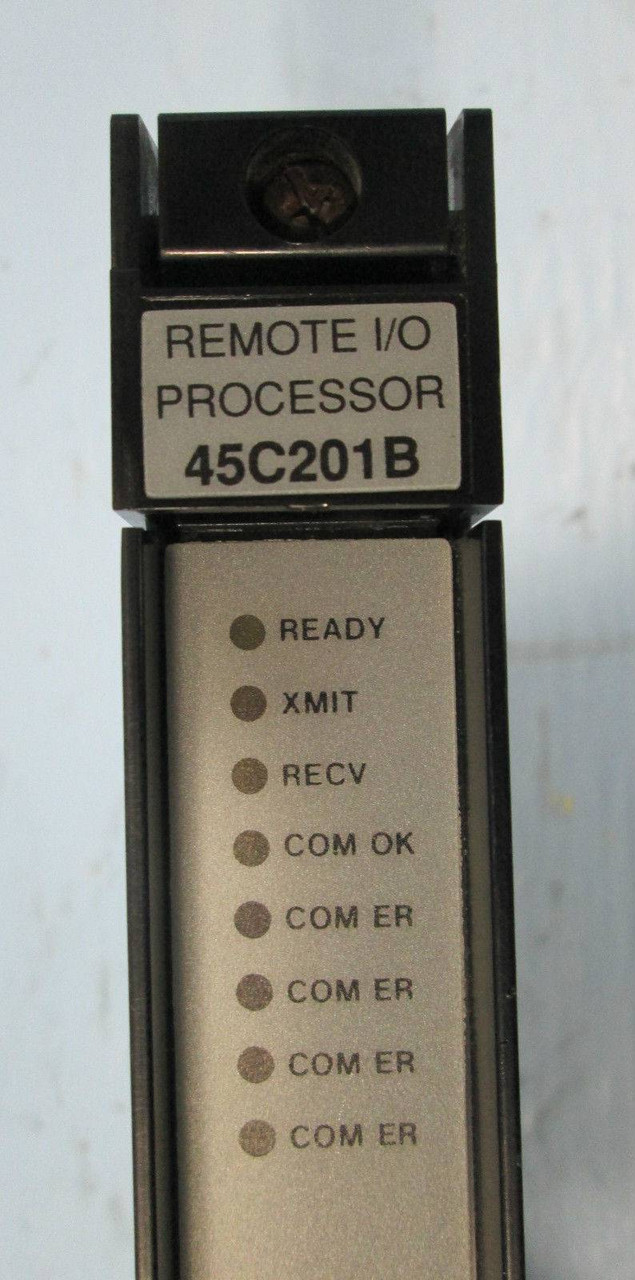 REMOTE I/O
PROCESSOR
45C201B
READY
XMIT
RECV
COM OK
COM ER
COM ER
COM ER
COM ER